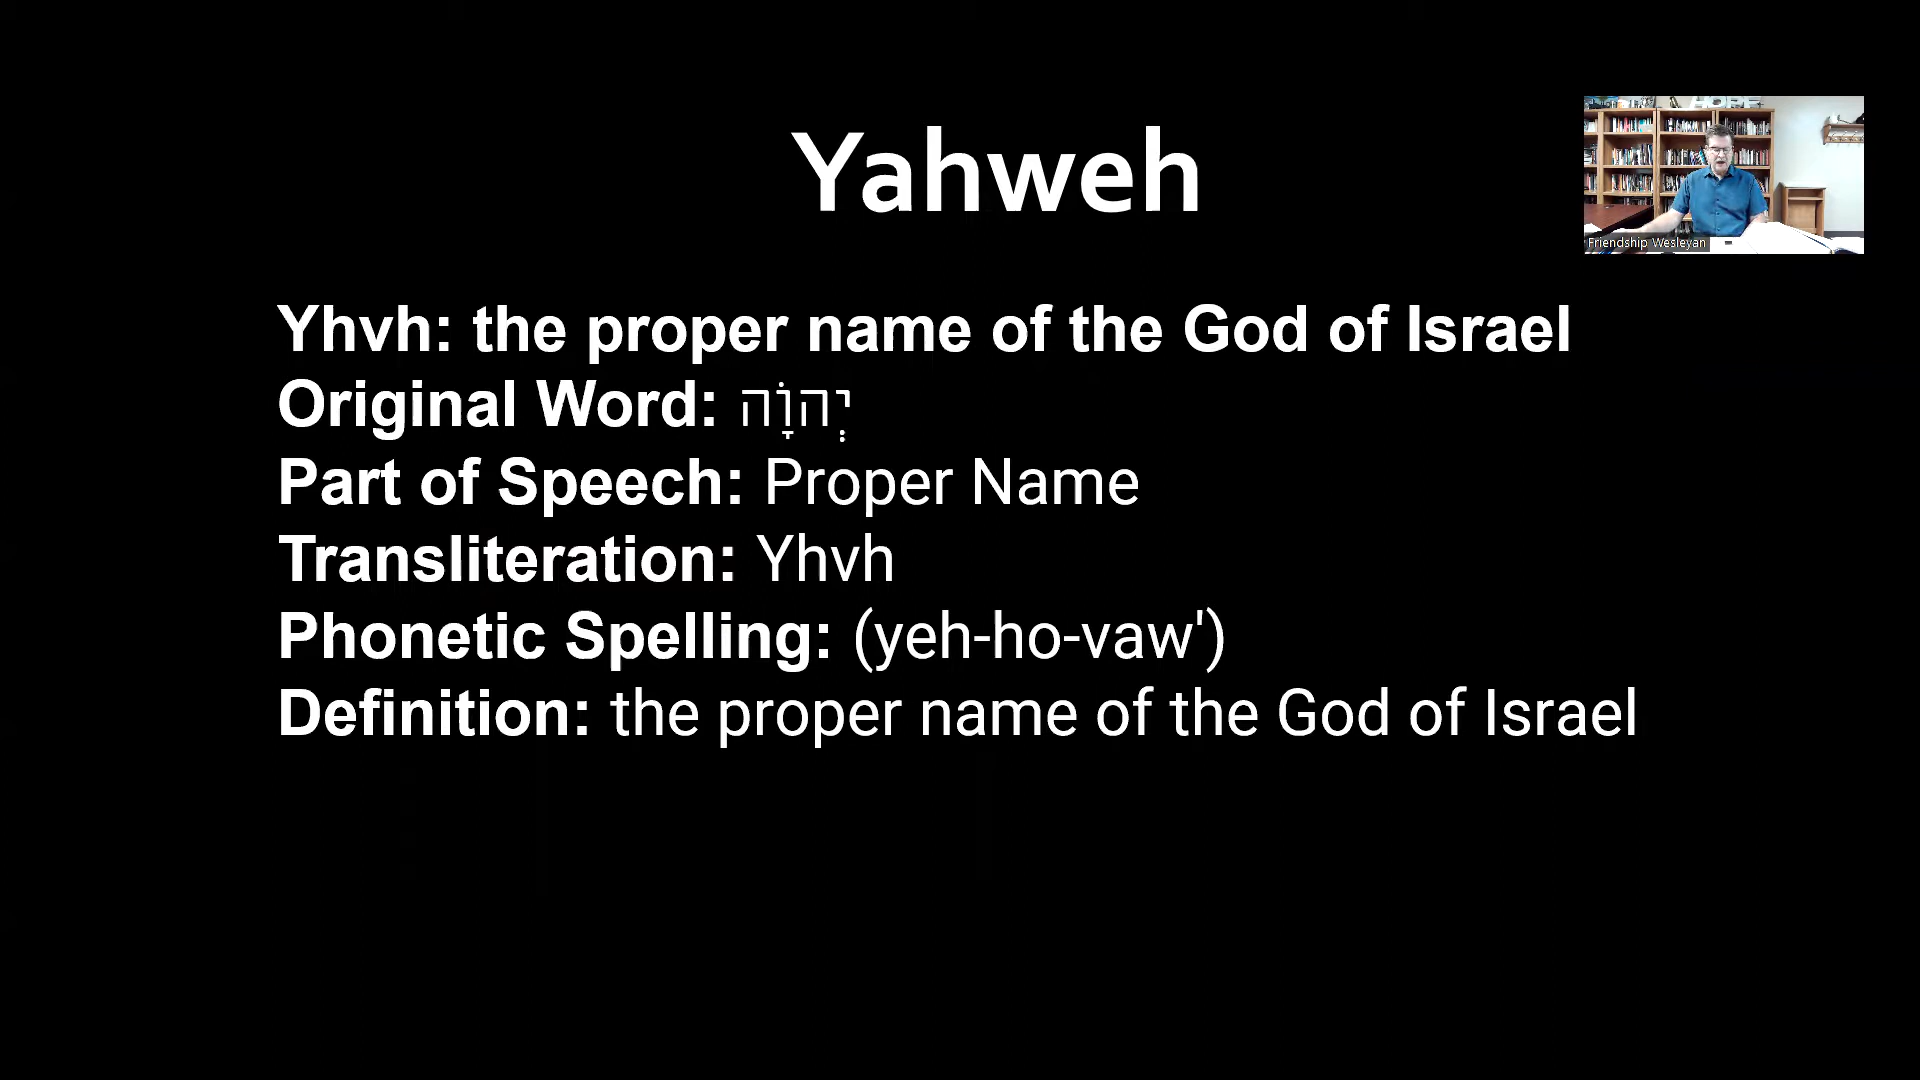 Yahweh
HOPE
Friendship Wesleyan
Yhvh: the proper name of the God of Israel
Original Word: יְהוָֹה
Part of Speech: Proper Name
Transliteration: Yhvh
Phonetic Spelling: (yeh-ho-vaw')
Definition: the proper name of the God of Israel